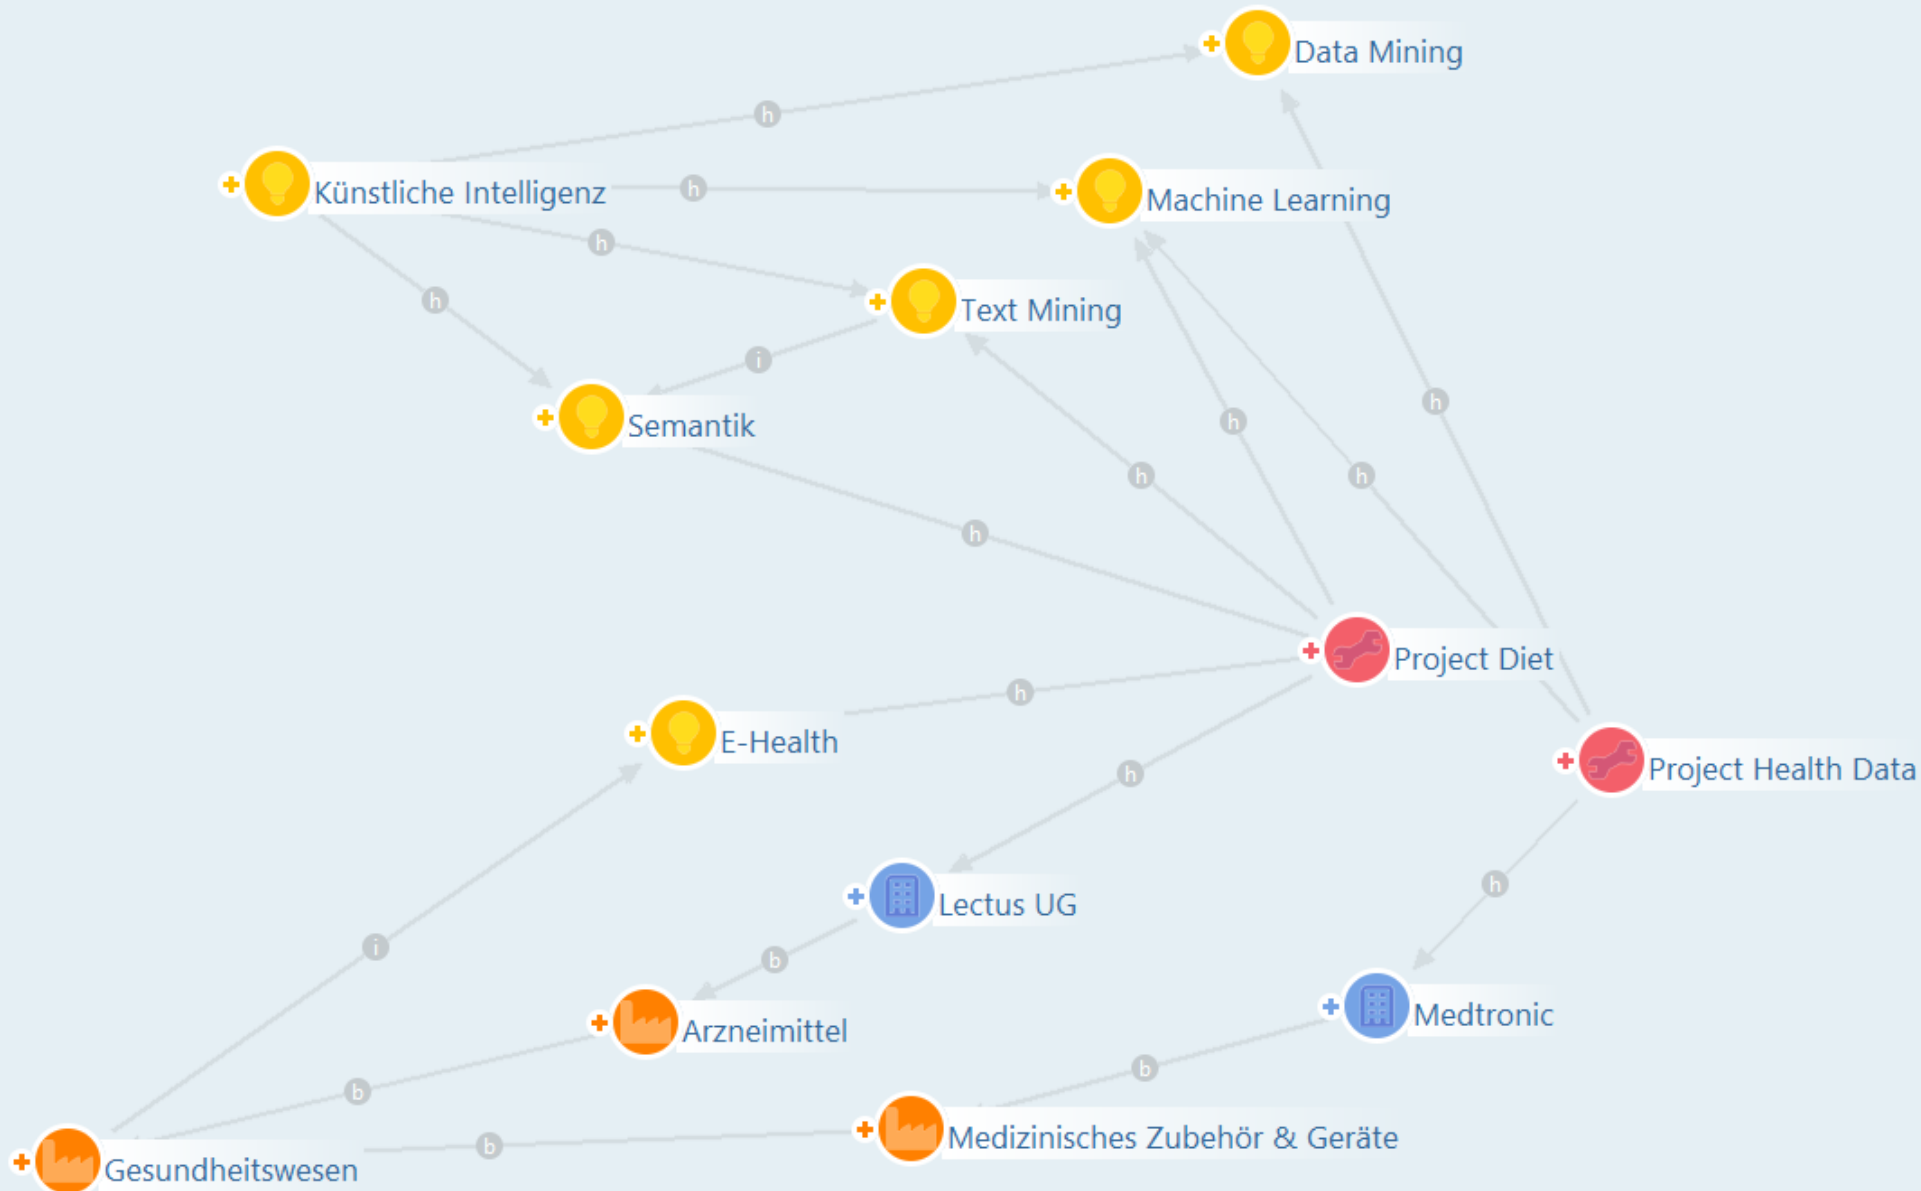 Data Mining
h
Künstliche Intelligenz
h
Machine Learning
h
h
Text Mining
i
h
Semantik
h
h
h
h
Project Diet
h
E-Health
Project Health Data
h
h
Lectus UG
i
b
Medtronic
Arzneimittel
b
b
Medizinisches Zubehör & Geräte
b
Gesundheitswesen